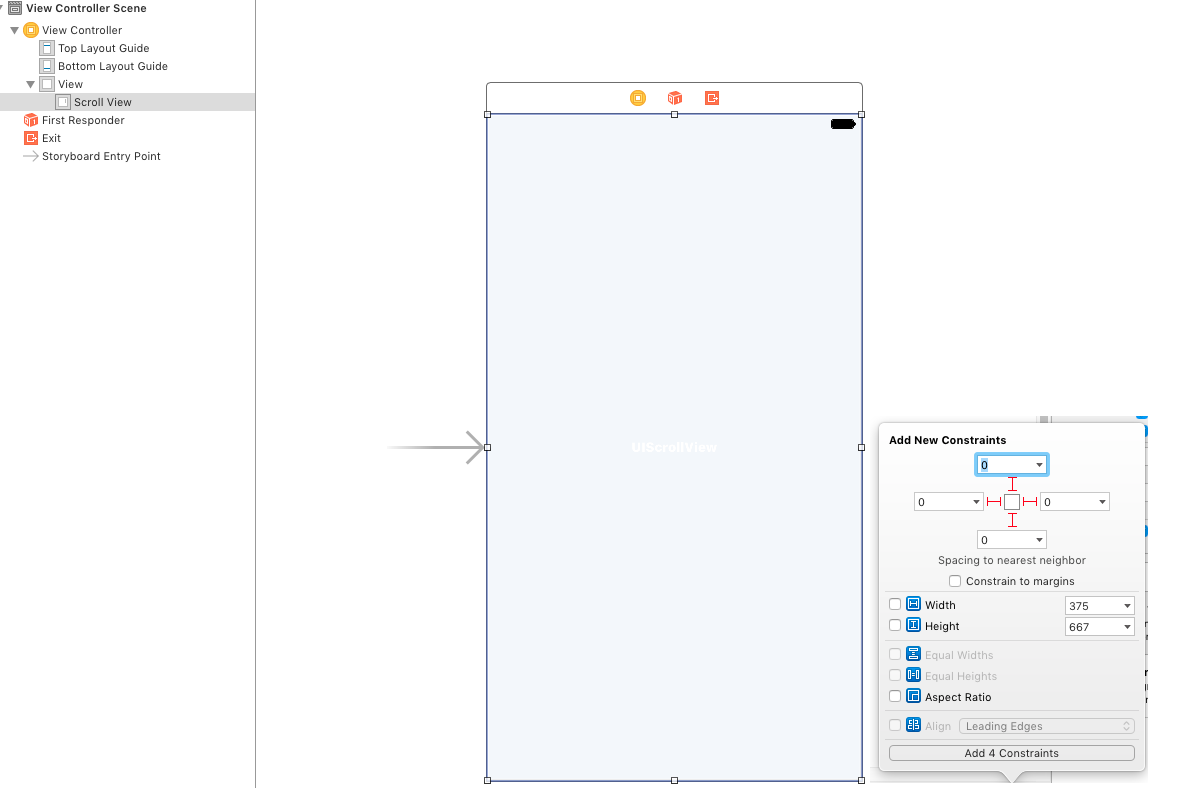 View Controller Scene
View Controller
Top Layout Guide
Bottom Layout Guide
View
Scroll View
First Responder
Exit
Storyboard Entry Point
UIScrollView
Add New Constraints
0
0 0
0
Spacing to nearest neighbor
Constrain to margins
Width 375
Height 667
Equal Widths
Equal Heights
Aspect Ratio
Align Leading Edges
Add 4 Constraints